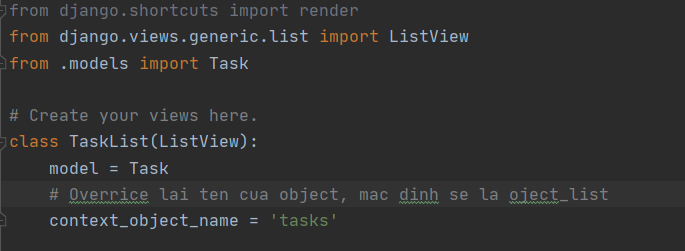 from django.shortcuts import render
from django.views.generic.list import ListView
from .models import Task
# Create your views here.
class TaskList(ListView):
model = Task
# Overrice lai ten cua object, mac dinh se la oject_list
context_object_name = 'tasks'